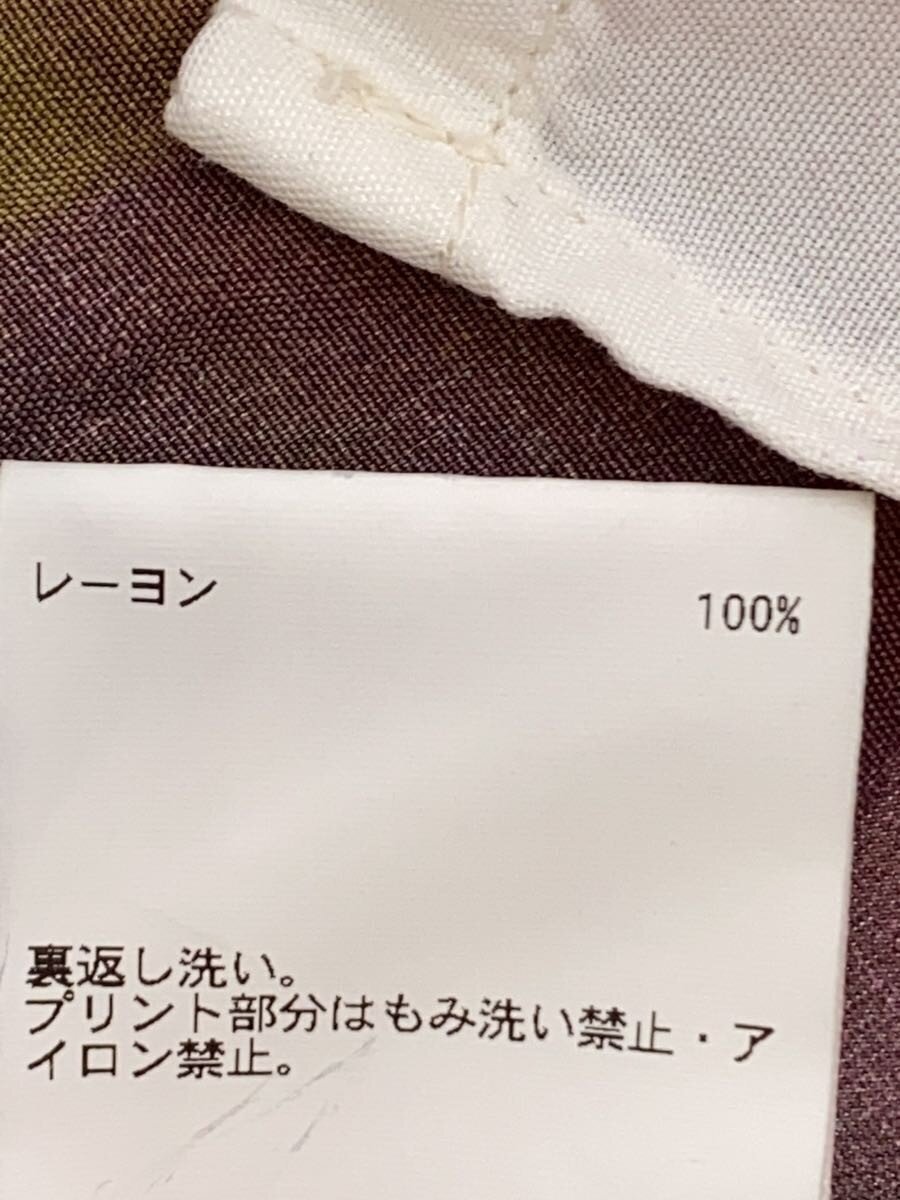 レーヨン 100%
裏返し洗い。
プリント部分はもみ洗い禁止・ア
イロン禁止。